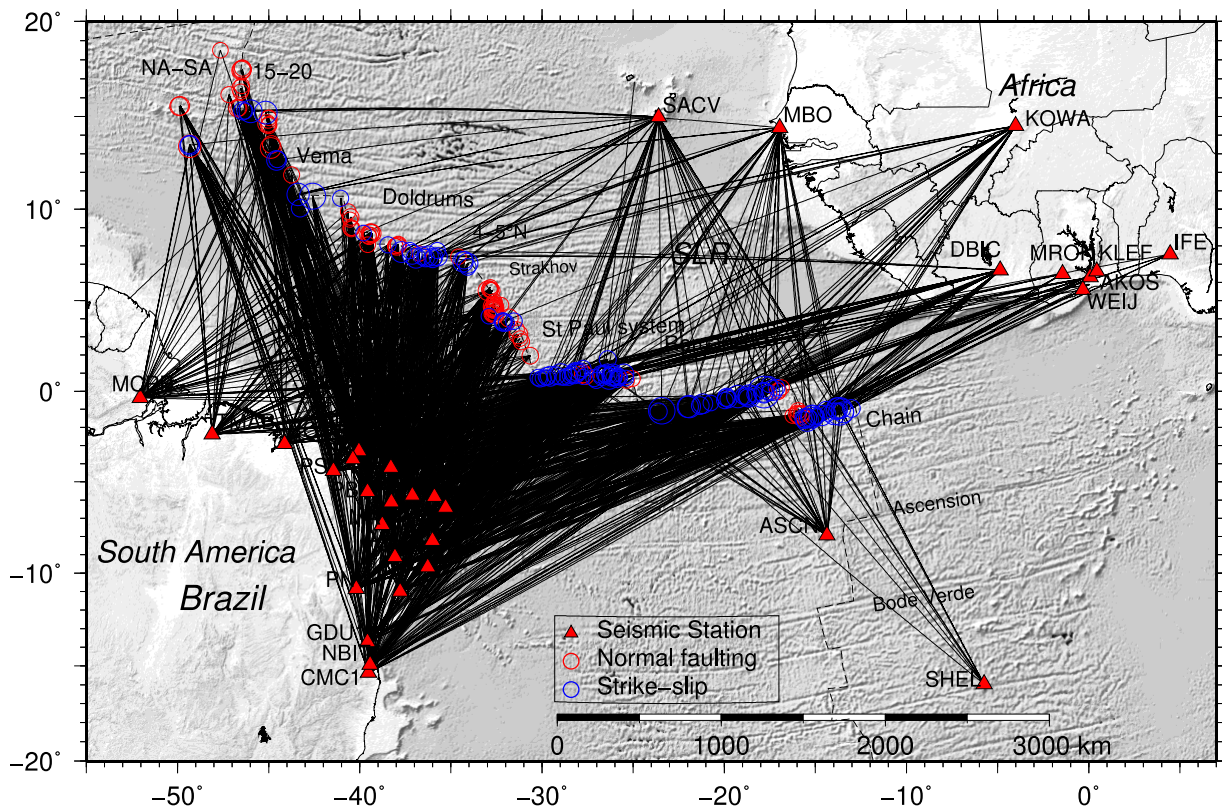 20°
10°
0°
−10°
−20°
−50°
−40°
−30°
−20°
−10°
0°
NA−SA
15−20
SACV
MBO
Africa
KOWA
Vema
Doldrums
4−5°N
SLR
Strakhov
DBIC
MRON
KLEF
IFE
AKOS
WEIJ
St Paul system
Chain
Ascension
ASCN
Bode Verde
SHEL
South America
Brazil
GDU
NBIT
CMC1
Seismic Station
Normal faulting
Strike−slip
0
1000
2000
3000 km